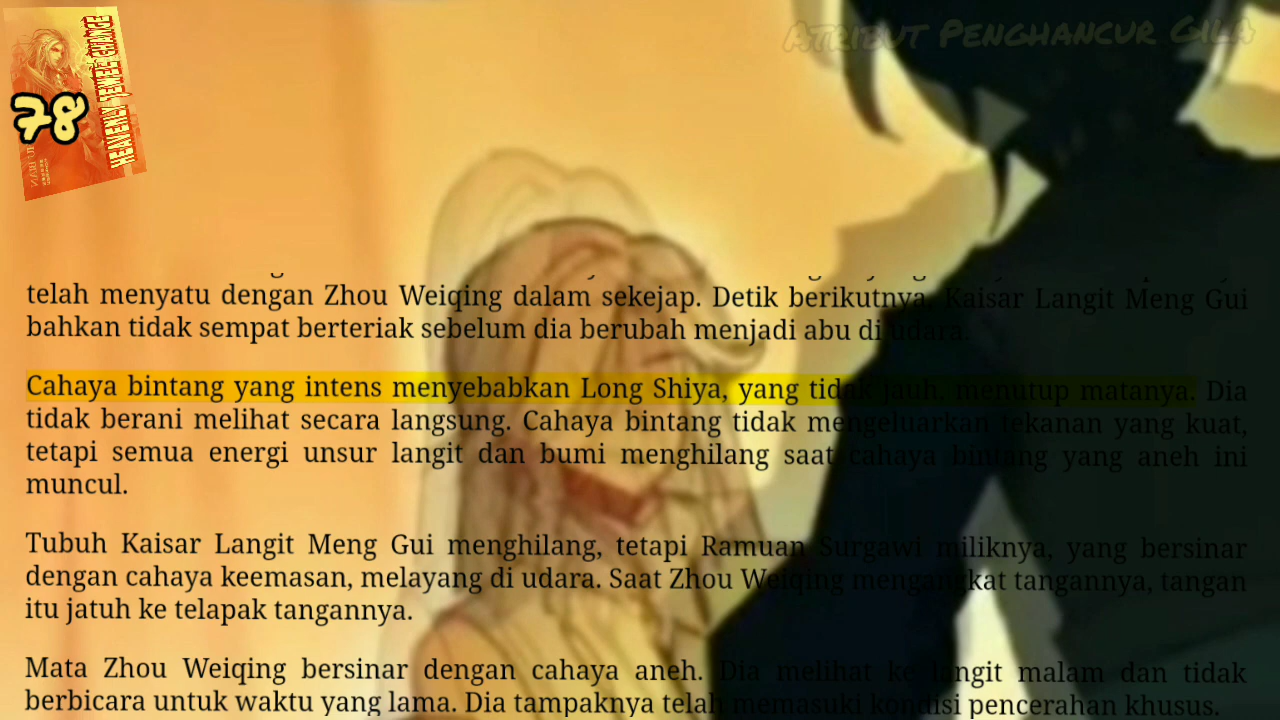 Atribut Penghancur Gila
78
HEAVENLY JEWEL CHANGE
telah menyatu dengan Zhou Weiqing dalam sekejap. Detik berikutnya, Kaisar Langit Meng Gui
bahkan tidak sempat berteriak sebelum dia berubah menjadi abu di udara.
Cahaya bintang yang intens menyebabkan Long Shiya, yang tidak jauh, menutup matanya. Dia
tidak berani melihat secara langsung. Cahaya bintang tidak mengeluarkan tekanan yang kuat,
tetapi semua energi unsur langit dan bumi menghilang saat cahaya bintang yang aneh ini
muncul.
Tubuh Kaisar Langit Meng Gui menghilang, tetapi Ramuan Surgawi miliknya, yang bersinar
dengan cahaya keemasan, melayang di udara. Saat Zhou Weiqing mengangkat tangannya, tangan
itu jatuh ke telapak tangannya.
Mata Zhou Weiqing bersinar dengan cahaya aneh. Dia melihat ke langit malam dan tidak
berbicara untuk waktu yang lama. Dia tampaknya telah memasuki kondisi pencerahan khusus.